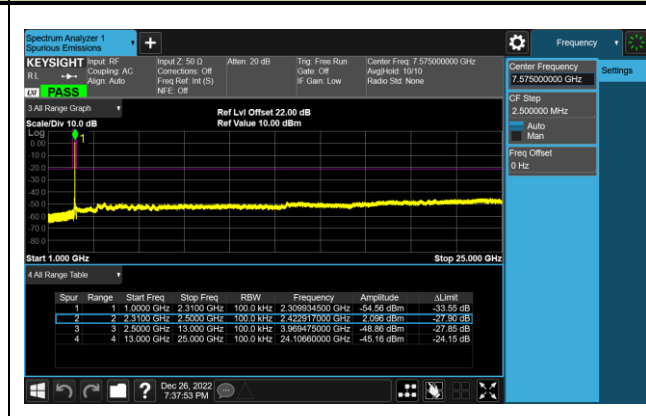 Spectrum Analyzer 1
Spurious Emissions
Frequency
KEYSIGHT Input: RF
RL Coupling: AC
Align: Auto
LXI PASS
Input Z: 50 Ω
Corrections: Off
Freq Ref: Int (S)
NFE: Off
Atten: 20 dB
Trig: Free Run
Gate: Off
IF Gain: Low
Center Freq: 7.575000000 GHz
Avg|Hold: 10/10
Radio Std: None
Center Frequency
7.575000000 GHz
Settings
CF Step
2.500000 MHz
Auto
Man
Freq Offset
0 Hz
3 All Range Graph
Scale/Div 10.0 dB
Ref Lvl Offset 22.00 dB
Ref Value 10.00 dBm
Log
1
0.00
-10.0
-20.0
-30.0
-40.0
-50.0
-60.0
-70.0
-80.0
Start 1.000 GHz Stop 25.000 GHz
4 All Range Table
Spur Range Start Freq Stop Freq RBW Frequency Amplitude ΔLimit
1 1 1.0000 GHz 2.3100 GHz 100.0 kHz 2.309934500 GHz -54.56 dBm -33.55 dB
2 2 2.3100 GHz 2.5000 GHz 100.0 kHz 2.422917000 GHz 2.096 dBm -27.90 dB
3 3 2.5000 GHz 13.000 GHz 100.0 kHz 3.969475000 GHz -48.86 dBm -27.85 dB
4 4 13.000 GHz 25.000 GHz 100.0 kHz 24.10660000 GHz -45.16 dBm -24.15 dB
?
Dec 26, 2022
7:37:53 PM